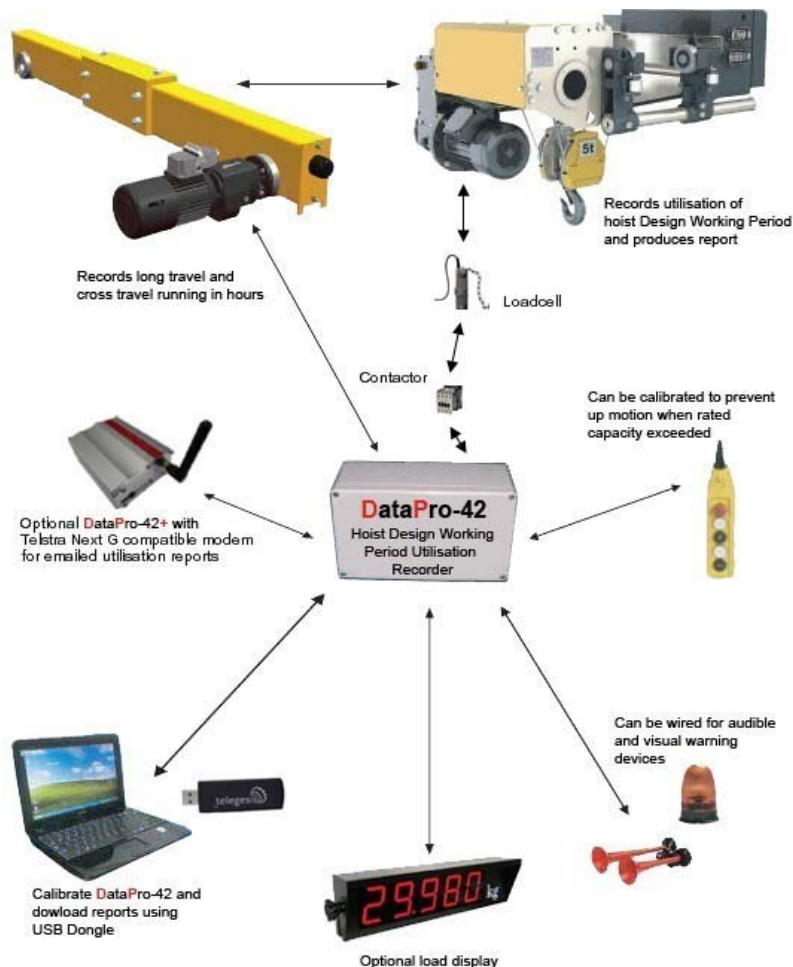 5t
Records utilisation of
hoist Design Working Period
and produces report
Records long travel and
cross travel running in hours
Loadcell
Contactor
Can be calibrated to prevent
up motion when rated
capacity exceeded
DataPro-42
Hoist Design Working
Period Utilisation
Recorder
Optional DataPro-42+ with
Telstra Next G compatible modem
for emailed utilisation reports
Can be wired for audible
and visual warning
devices
telegesis
29.980
Calibrate DataPro-42 and
dowload reports using
USB Dongle
Optional load display